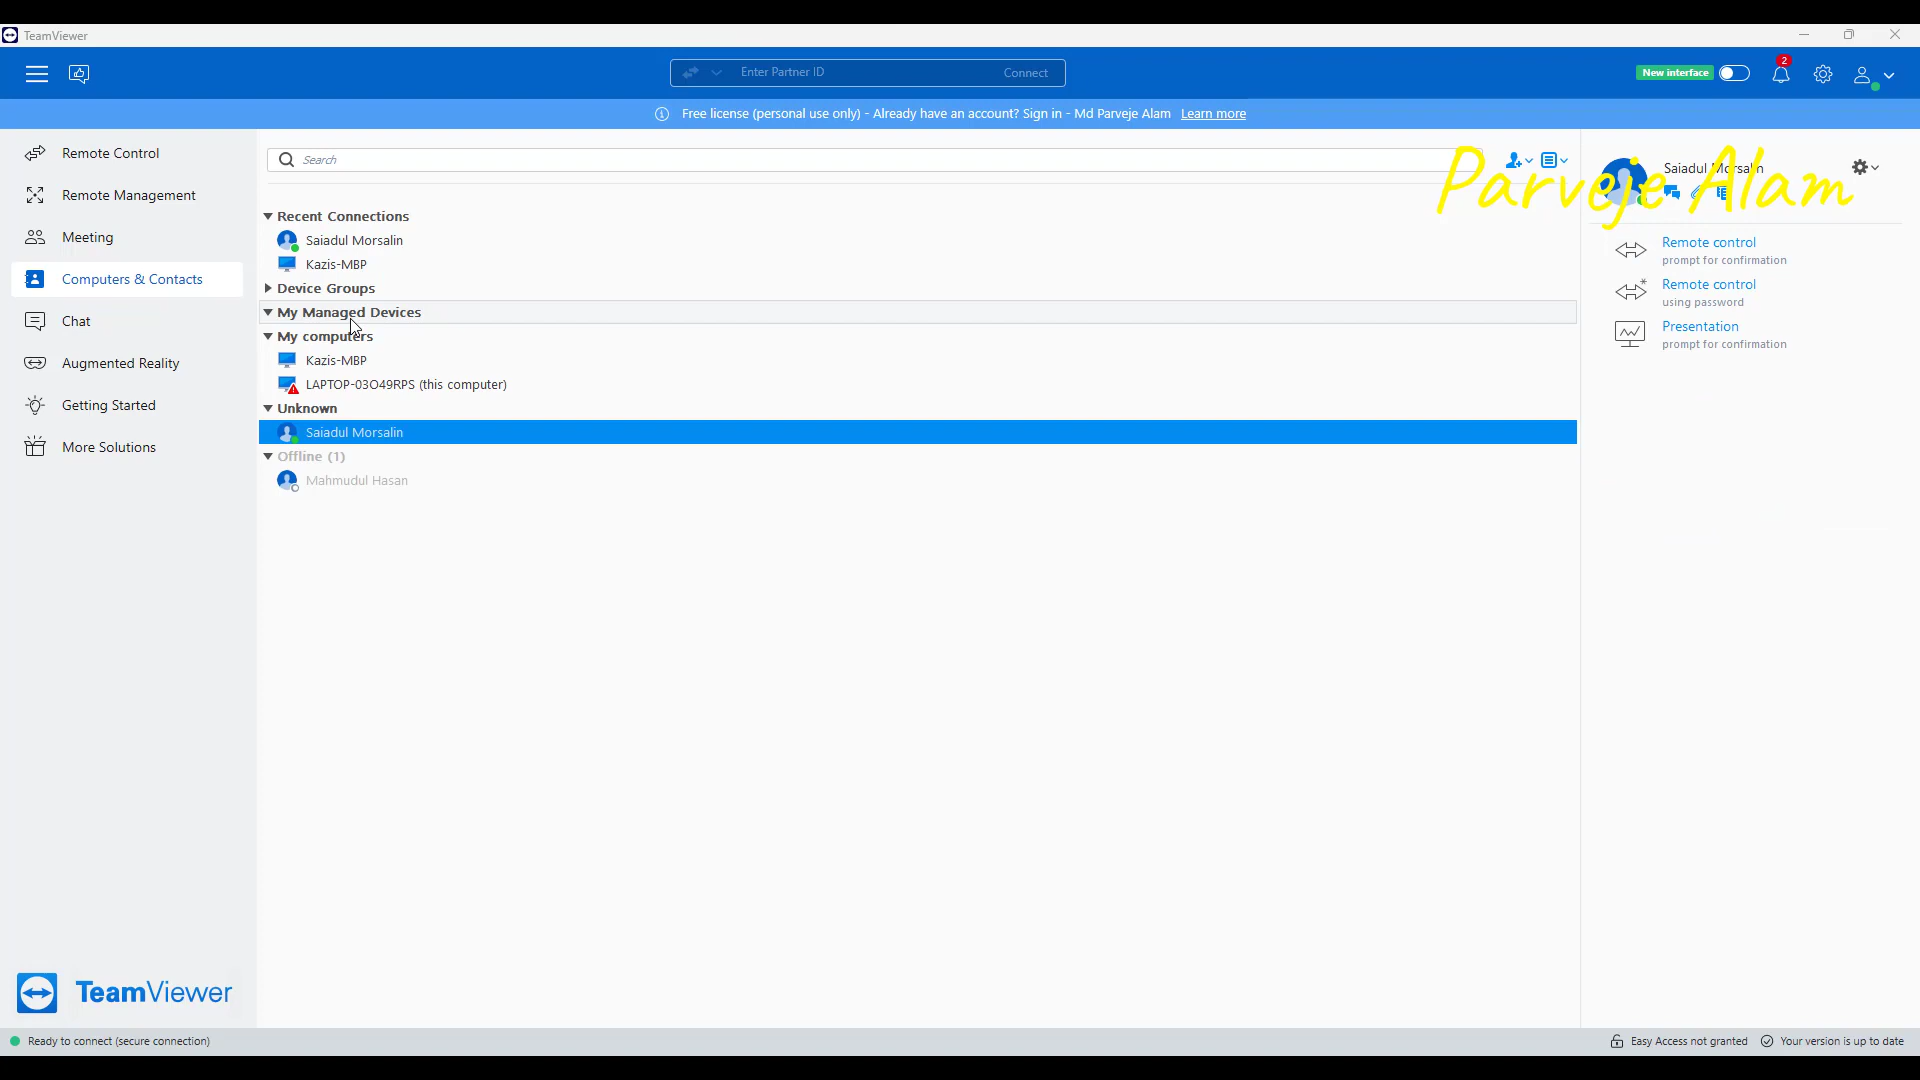 TeamViewer
Enter Partner ID
Connect
New interface
2
Free license (personal use only) - Already have an account? Sign in - Md Parveje Alam Learn more
Remote Control
Remote Management
Meeting
Computers & Contacts
Chat
Augmented Reality
Getting Started
More Solutions
TeamViewer
Search
Recent Connections
Saiadul Morsalin
Kazis-MBP
Device Groups
My Managed Devices
My computers
Kazis-MBP
LAPTOP-03O49RPS (this computer)
Unknown
Saiadul Morsalin
Offline (1)
Mahmudul Hasan
Saiadul Morsalin
Parveje Alam
Remote control
prompt for confirmation
Remote control
using password
Presentation
prompt for confirmation
Ready to connect (secure connection)
Easy Access not granted
Your version is up to date